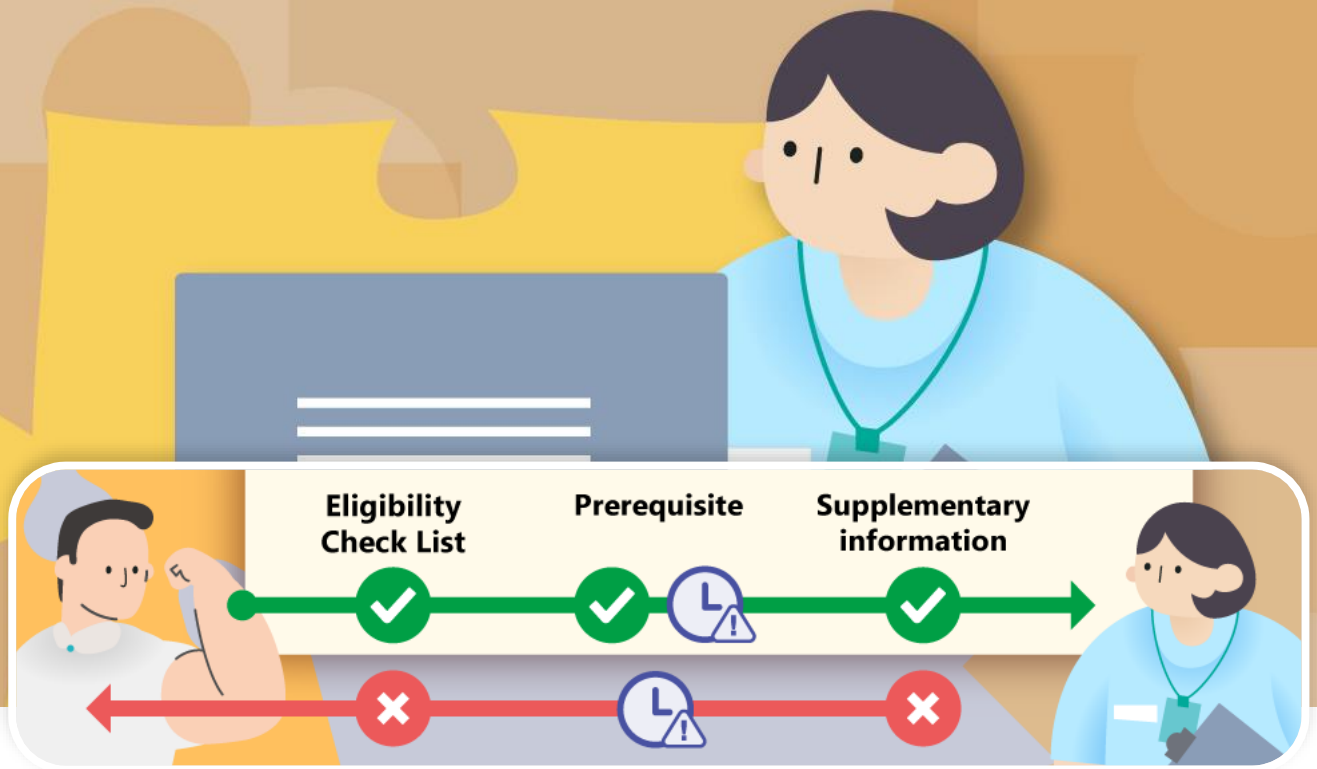 Eligibility
Check List
Prerequisite
Supplementary
information